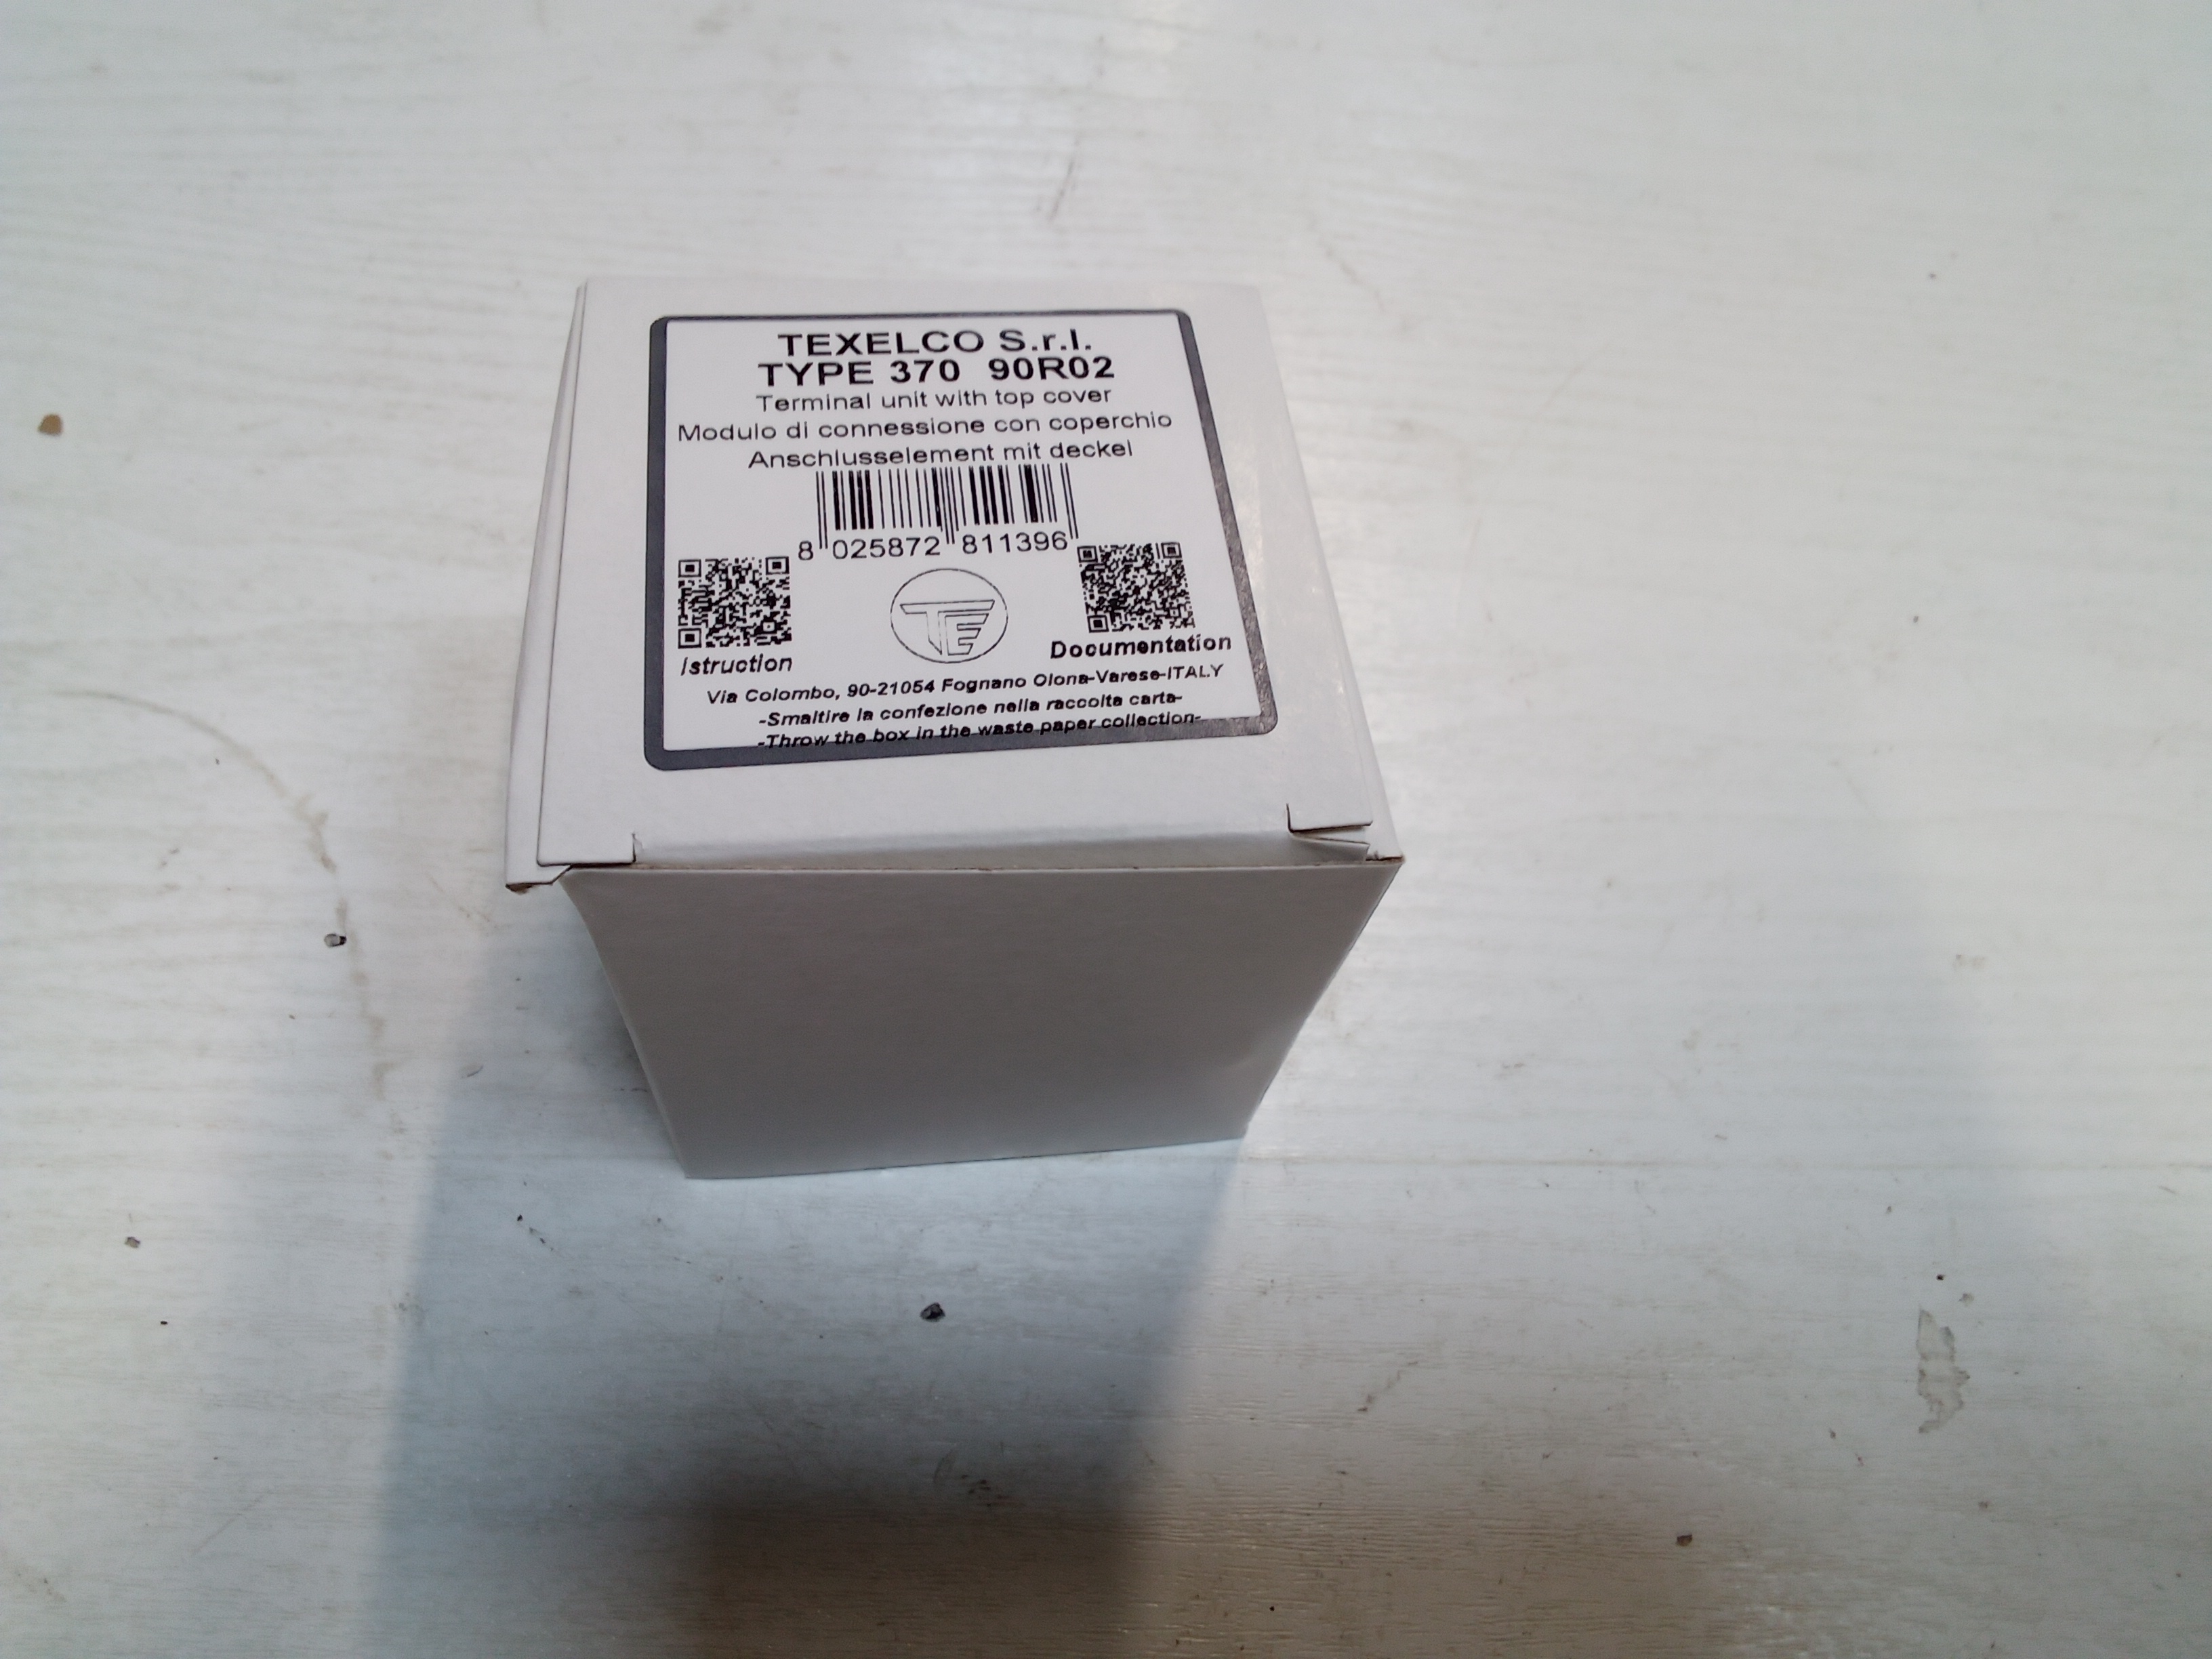 TEXELCO S.r.l.
TYPE 370 90R02
Terminal unit with top cover
Modulo di connessione con coperchio
Anschlusselement mit deckel
8 025872 811396
TE
Istruction
Documentation
Via Colombo, 90-21054 Fognano Olona-Varese-ITALY
-Smaltire la confezione nella raccolta carta-
-Throw the box in the waste paper collection-